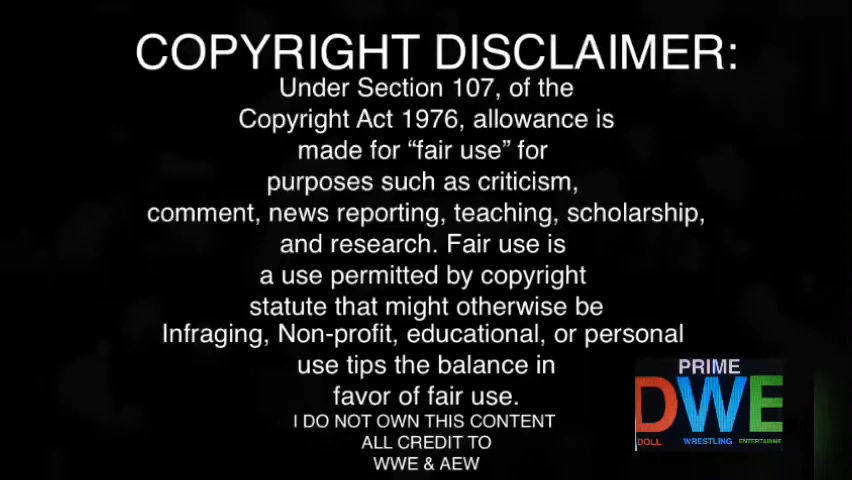 COPYRIGHT DISCLAIMER:
Under Section 107, of the
Copyright Act 1976, allowance is
made for “fair use” for
purposes such as criticism,
comment, news reporting, teaching, scholarship,
and research. Fair use is
a use permitted by copyright
statute that might otherwise be
Infraging, Non-profit, educational, or personal
use tips the balance in
favor of fair use.
I DO NOT OWN THIS CONTENT
ALL CREDIT TO
WWE & AEW
PRIME
DWE
DOLL WRESTLING